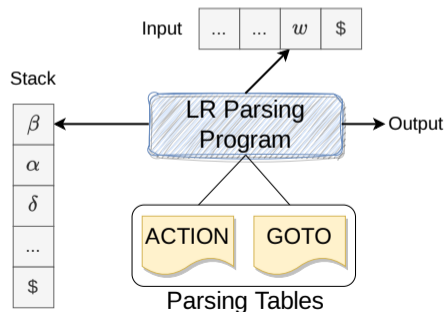 Input ... ... w $
Stack
LR Parsing
Program
Output
β
α
δ
...
$
ACTION GOTO
Parsing Tables